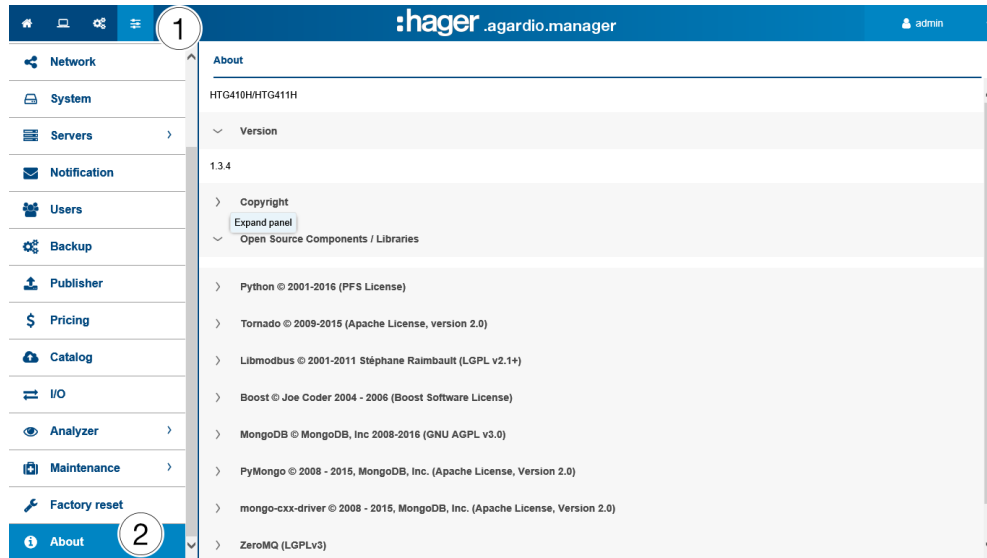 1
:hager .agardio.manager
admin
Network
System
Servers
Notification
Users
Backup
Publisher
Pricing
Catalog
I/O
Analyzer
Maintenance
Factory reset
About
2
About
HTG410H/HTG411H
Version
1.3.4
Copyright
Expand panel
Open Source Components / Libraries
Python © 2001-2016 (PFS License)
Tornado © 2009-2015 (Apache License, version 2.0)
Libmodbus © 2001-2011 Stéphane Raimbault (LGPL v2.1+)
Boost © Joe Coder 2004 - 2006 (Boost Software License)
MongoDB © MongoDB, Inc 2008-2016 (GNU AGPL v3.0)
PyMongo © 2008 - 2015, MongoDB, Inc. (Apache License, Version 2.0)
mongo-cxx-driver © 2008 - 2015, MongoDB, Inc. (Apache License, Version 2.0)
ZeroMQ (LGPLv3)